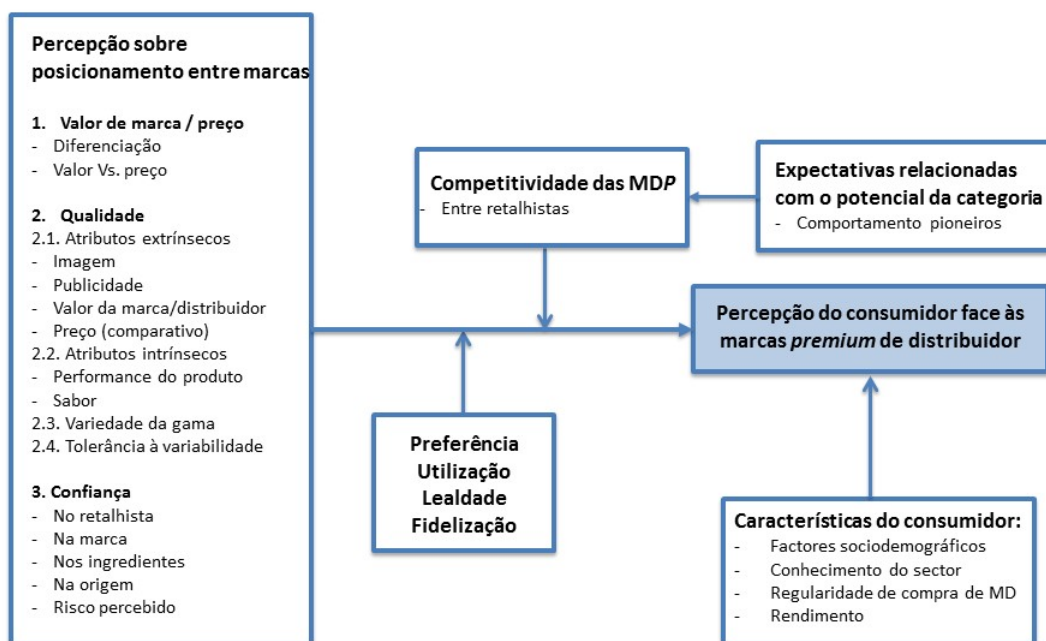 Percepção sobre
posicionamento entre marcas
1. Valor de marca / preço
- Diferenciação
- Valor Vs. preço
2. Qualidade
2.1. Atributos extrínsecos
- Imagem
- Publicidade
- Valor da marca/distribuidor
- Preço (comparativo)
2.2. Atributos intrínsecos
- Performance do produto
- Sabor
2.3. Variedade da gama
2.4. Tolerância à variabilidade
3. Confiança
- No retalhista
- Na marca
- Nos ingredientes
- Na origem
- Risco percebido
Competitividade das MDP
- Entre retalhistas
Expectativas relacionadas
com o potencial da categoria
- Comportamento pioneiros
Percepção do consumidor face às
marcas premium de distribuidor
Preferência
Utilização
Lealdade
Fidelização
Características do consumidor:
- Factores sociodemográficos
- Conhecimento do sector
- Regularidade de compra de MD
- Rendimento